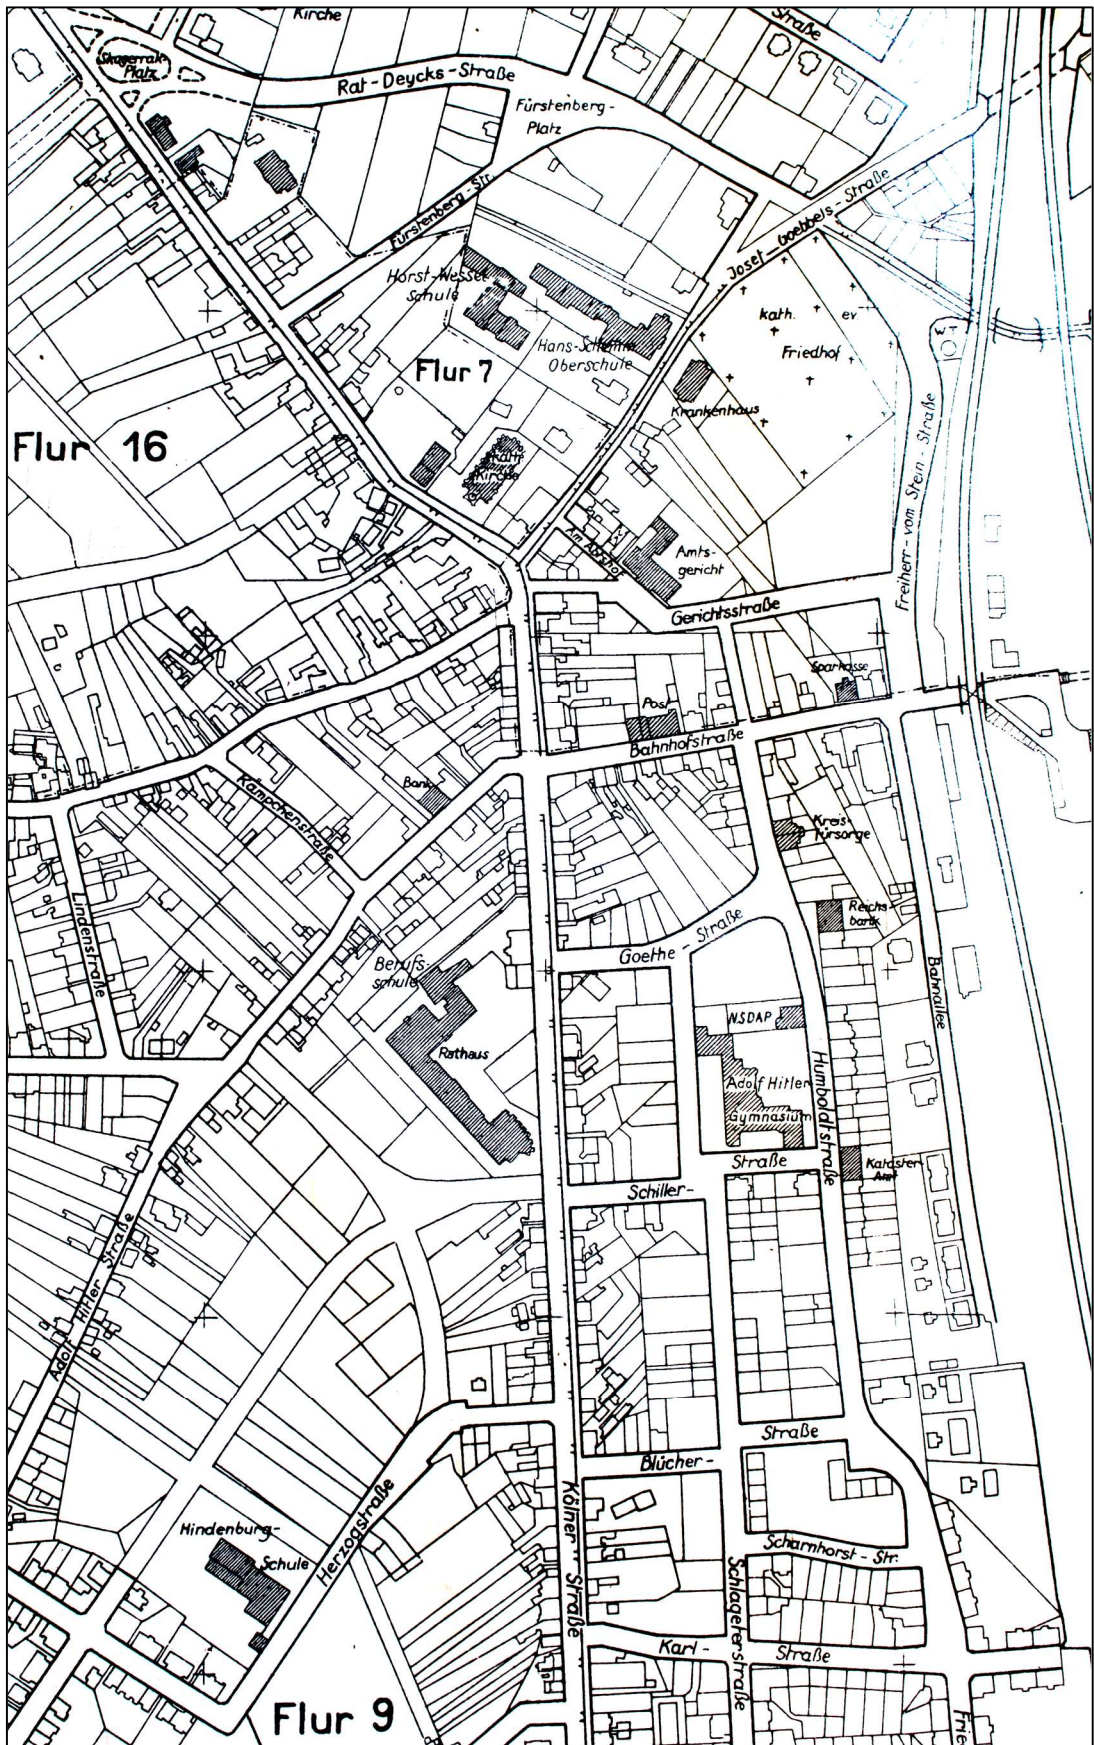 Kirche
Straße
Skagerrak-
Platz
Rat-Deycks-Straße
Fürstenberg-
Platz
Fürstenberg-Str.
Josef-Goebbels-Straße
Horst-Wessel
Schule
Hans-Schemm
Oberschule
kath.
ev
Friedhof
W.T
Flur 7
Krankenhaus
Flur 16
Kath.
Kirche
Freiherr-vom Stein-Straße
Am Adlshof
Amts-
gericht
Gerichtsstraße
Sparkasse
Post
Bahnhofstraße
Bank
Kämpchenstraße
Kreis-
fürsorge
Lindenstraße
Reichs-
bank
Goethe-Straße
Berufs-
schule
Bahnallee
N.S.D.A.P
Rathaus
Adolf Hitler
Gymnasium
Humboldtstraße
Straße
Kataster-
Amt
Schiller-
Adolf Hitler Straße
Straße
Blücher-
Kölner Straße
Herzogstraße
Hindenburg-
Schule
Scharnhorst-Str.
Schlageterstraße
Karl-
Straße
Flur 9
Frie